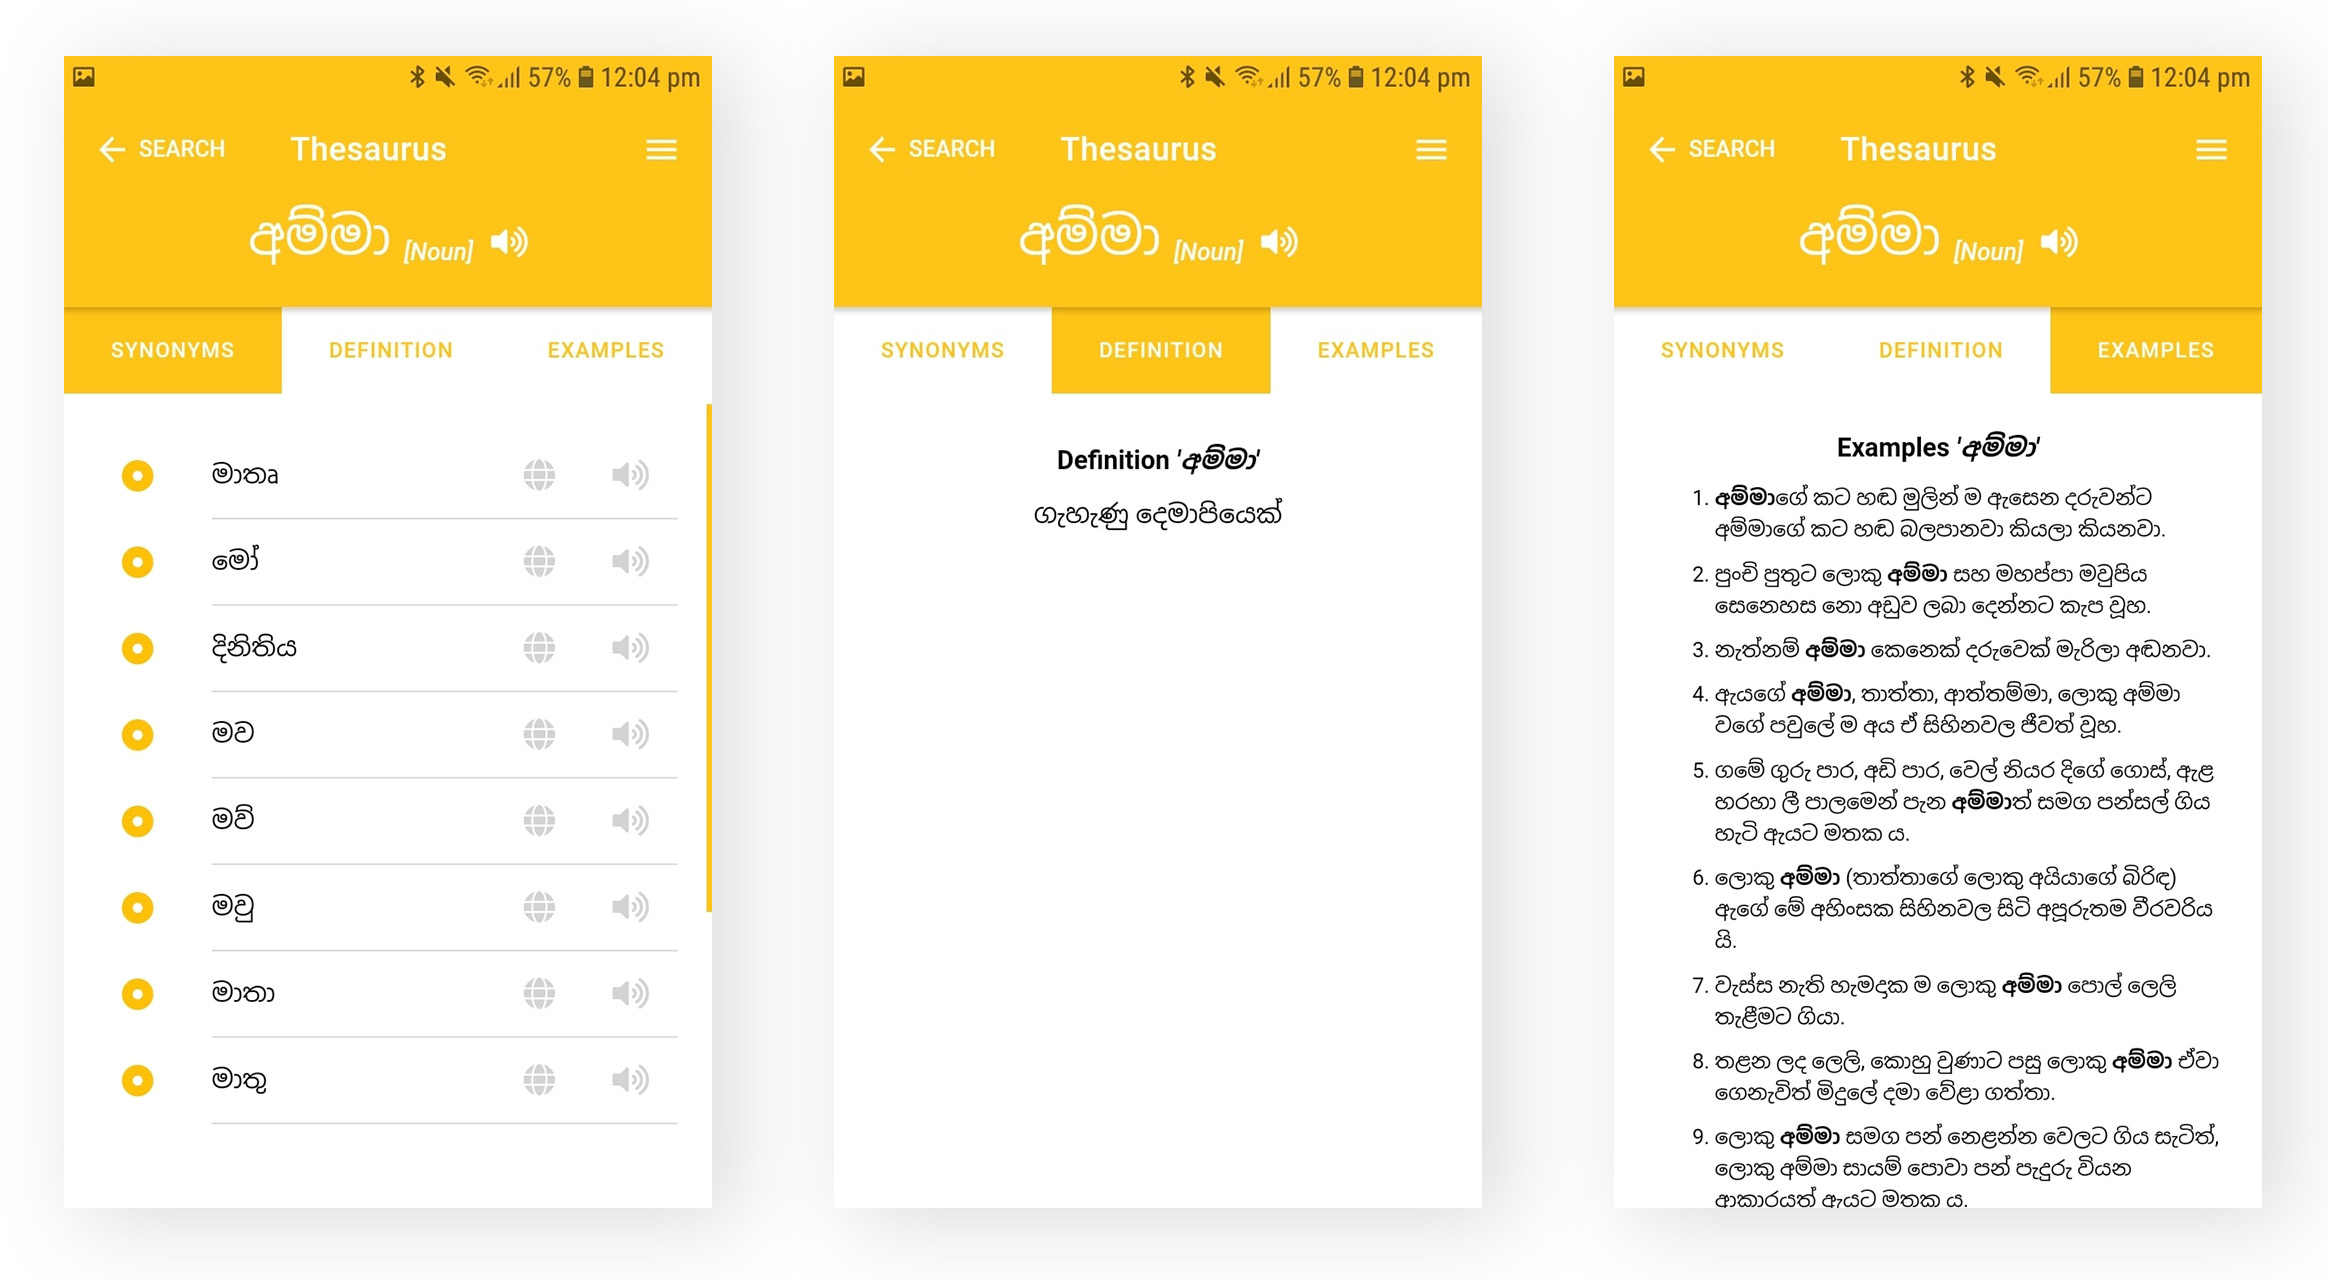 57% 12:04 pm
SEARCH Thesaurus
අම්මා [Noun]
SYNONYMS DEFINITION EXAMPLES
මාතෘ
මෝ
දිනිතිය
මව
මව්
මවු
මාතා
මාතු
57% 12:04 pm
SEARCH Thesaurus
අම්මා [Noun]
SYNONYMS DEFINITION EXAMPLES
Definition 'අම්මා'
ගැහැණු දෙමාපියෙක්
57% 12:04 pm
SEARCH Thesaurus
අම්මා [Noun]
SYNONYMS DEFINITION EXAMPLES
Examples 'අම්මා'
1. අම්මාගේ කට හඬ මුලින් ම ඇසෙන දරුවන්ට
අම්මාගේ කට හඬ බලපානවා කියලා කියනවා.
2. පුංචි පුතුට ලොකු අම්මා සහ මහප්පා මවුපිය
සෙනෙහස නො අඩුව ලබා දෙන්නට කැප වූහ.
3. නැත්නම් අම්මා කෙනෙක් දරුවෙක් මැරිලා අඬනවා.
4. ඇයගේ අම්මා, තාත්තා, ආත්තම්මා, ලොකු අම්මා
වගේ පවුලේ ම අය ඒ සිහිනවල ජීවත් වූහ.
5. ගමේ ගුරු පාර, අඩි පාර, වෙල් නියර දිගේ ගොස්, ඇළ
හරහා ලී පාලමෙන් පැන අම්මාත් සමග පන්සල් ගිය
හැටි ඇයට මතක ය.
6. ලොකු අම්මා (තාත්තාගේ ලොකු අයියාගේ බිරිඳ)
ඇගේ මේ අහිංසක සිහිනවල සිටි අපූරුතම වීරවරිය
යි.
7. වැස්ස නැති හැමදාක ම ලොකු අම්මා පොල් ලෙලි
තැළීමට ගියා.
8. තළන ලද ලෙලි, කොහු වුණාට පසු ලොකු අම්මා ඒවා
ගෙනැවිත් මිදුලේ දමා වේළා ගත්තා.
9. ලොකු අම්මා සමග පන් නෙළන්න වෙලට ගිය සැටිත්,
ලොකු අම්මා සායම් පොවා පන් පැදුරු වියන
ආකාරයත් ඇයට මතක ය.